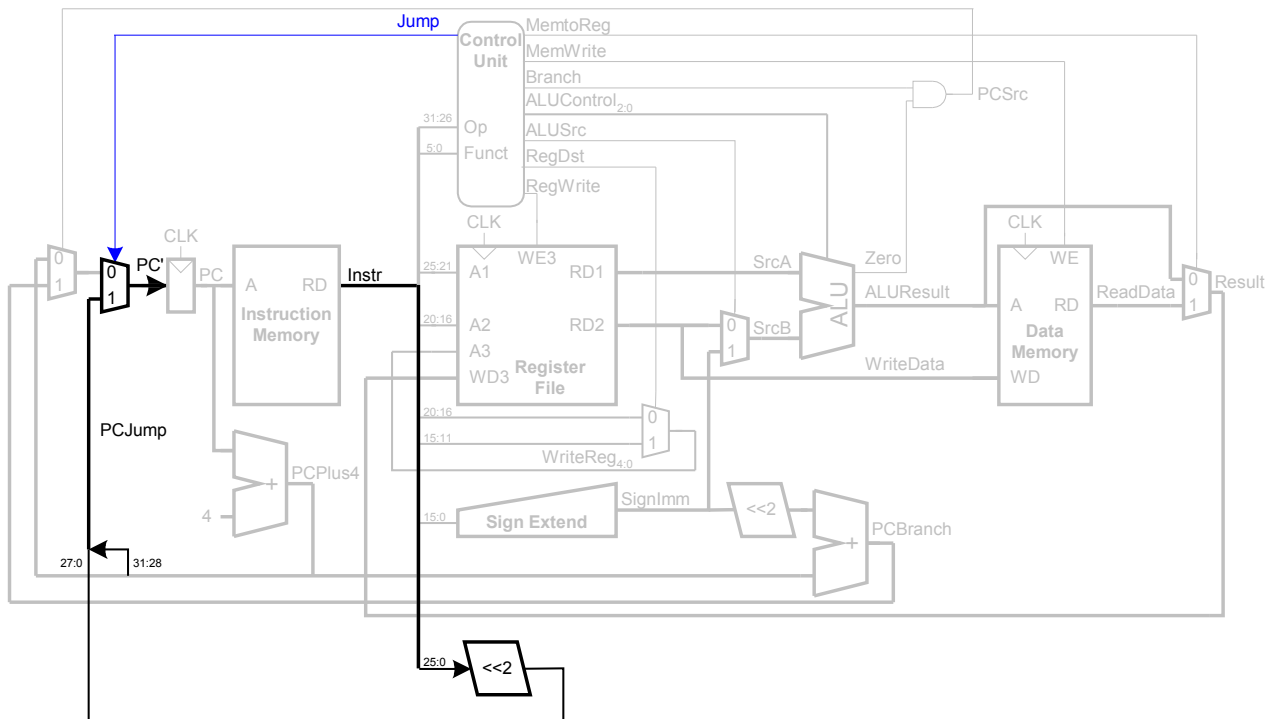 Jump
MemtoReg
Control
Unit
MemWrite
Branch
ALUControl2:0
PCSrc
31:26
Op
ALUSrc
5:0
Funct
RegDst
RegWrite
CLK
CLK
CLK
0
1
0
1
PC'
PC
A
RD
Instruction
Memory
Instr
25:21
A1
WE3
RD1
20:16
A2
RD2
A3
WD3
Register
File
SrcA
0
1
SrcB
ALU
Zero
ALUResult
WE
A
RD
Data
Memory
WD
ReadData
0
1
Result
WriteData
PCJump
20:16
0
15:11
1
WriteReg4:0
4
+
PCPlus4
15:0
Sign Extend
SignImm
<<2
+
PCBranch
27:0
31:28
25:0
<<2